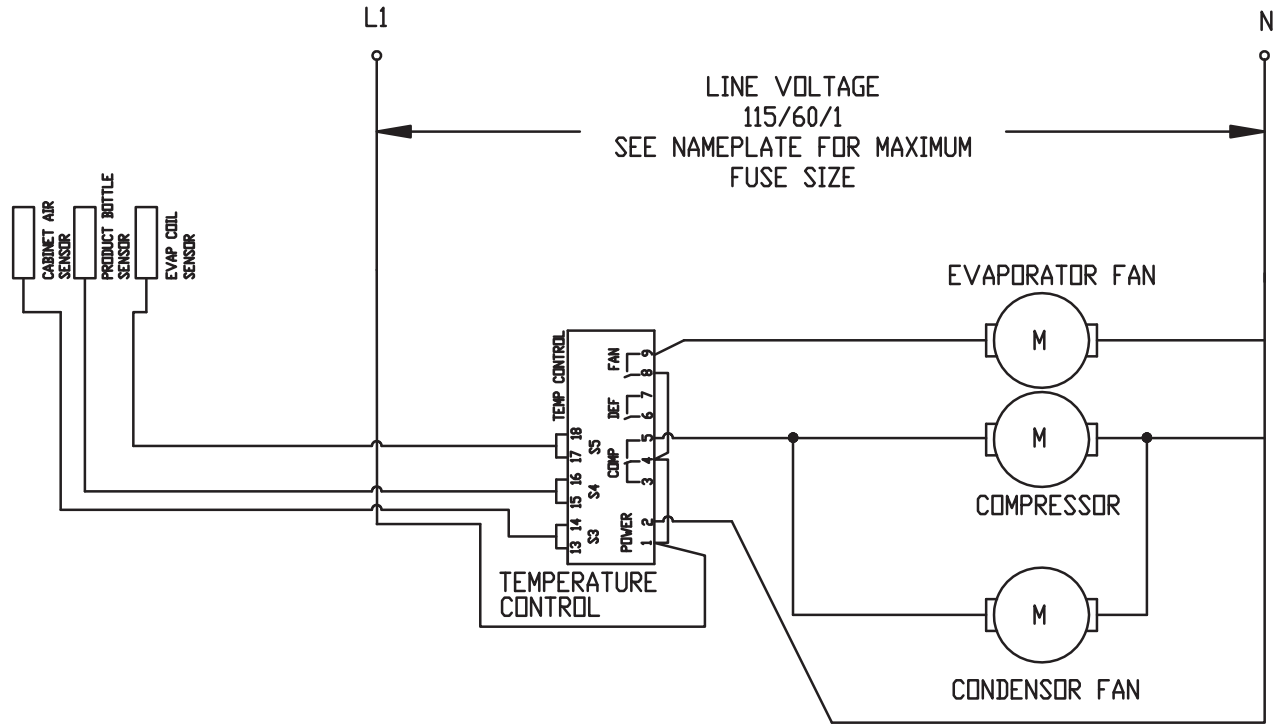 L1
N
LINE VOLTAGE
115/60/1
SEE NAMEPLATE FOR MAXIMUM
FUSE SIZE
CABINET AIR
SENSOR
PRODUCT BOTTLE
SENSOR
EVAP COIL
SENSOR
EVAPORATOR FAN
M
TEMP CONTROL
FAN
9
8
DEF
7
6
COMP
5
4
3
POWER
2
1
18
17
S5
16
15
S4
14
13
S3
M
COMPRESSOR
TEMPERATURE
CONTROL
M
CONDENSOR FAN